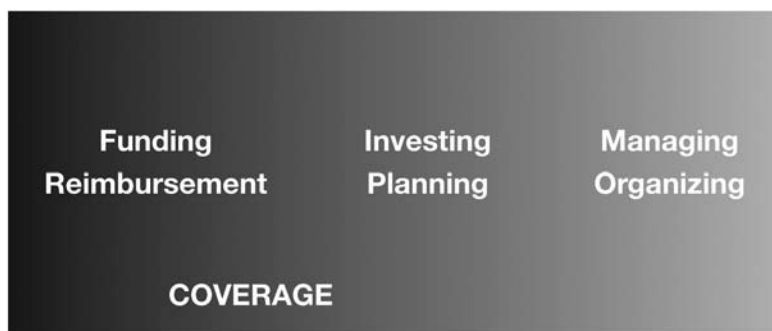 Funding Investing Managing
Reimbursement Planning Organizing
COVERAGE